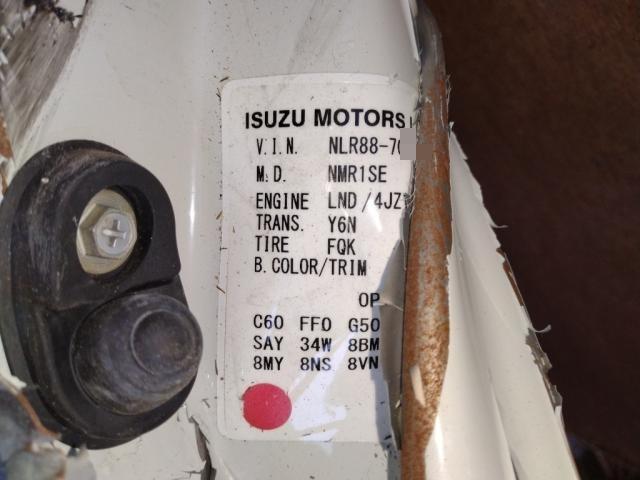 ISUZU MOTORS
V.I.N. NLR88-70
M.D. NMR1SE
ENGINE LND /4JZ
TRANS. Y6N
TIRE FQK
B.COLOR/TRIM
OP
C60 FF0 G50
SAY 34W 8BM
8MY 8NS 8VN